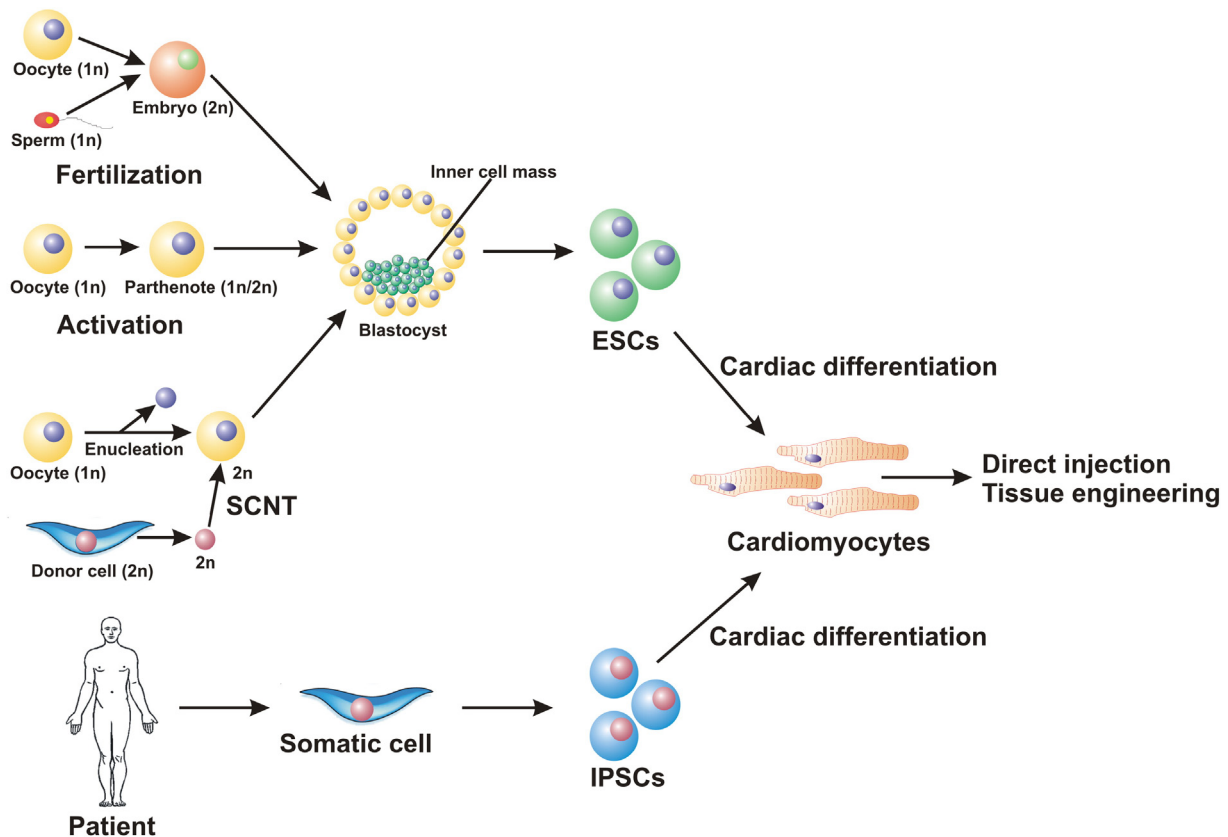 Oocyte (1n)
Embryo (2n)
Sperm (1n)
Fertilization
Inner cell mass
Oocyte (1n)
Parthenote (1n/2n)
Activation
Blastocyst
ESCs
Cardiac differentiation
Enucleation
Oocyte (1n)
2n
SCNT
Donor cell (2n)
2n
Direct injection
Tissue engineering
Cardiomyocytes
Cardiac differentiation
Somatic cell
IPSCs
Patient